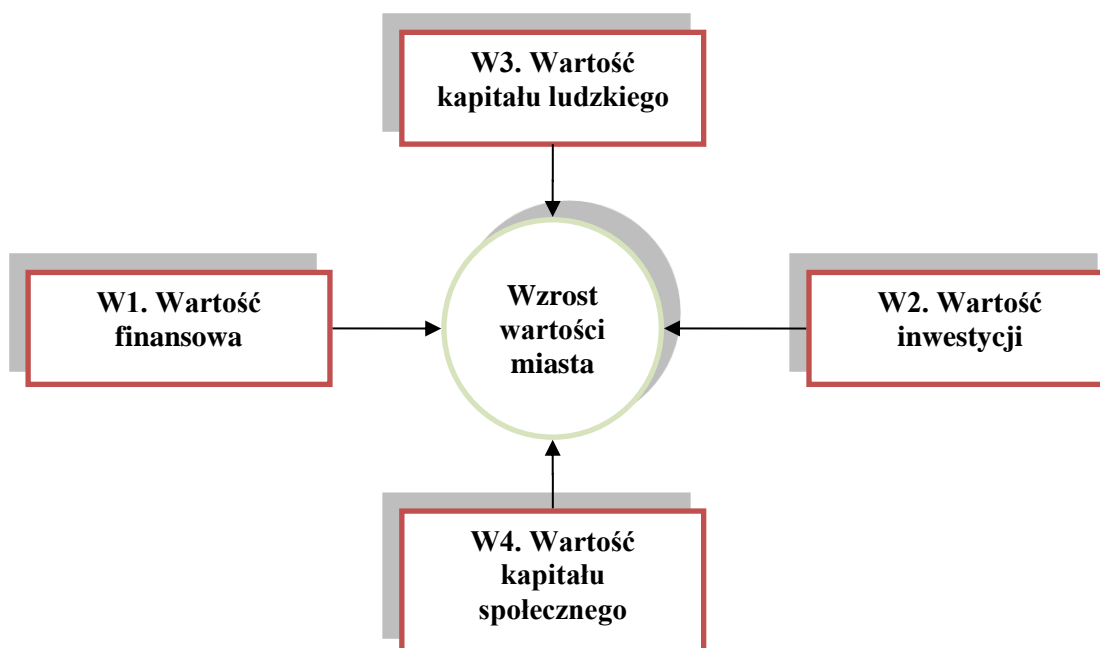 W3. Wartość
kapitału ludzkiego
W1. Wartość
finansowa
Wzrost
wartości
miasta
W2. Wartość
inwestycji
W4. Wartość
kapitału
społecznego